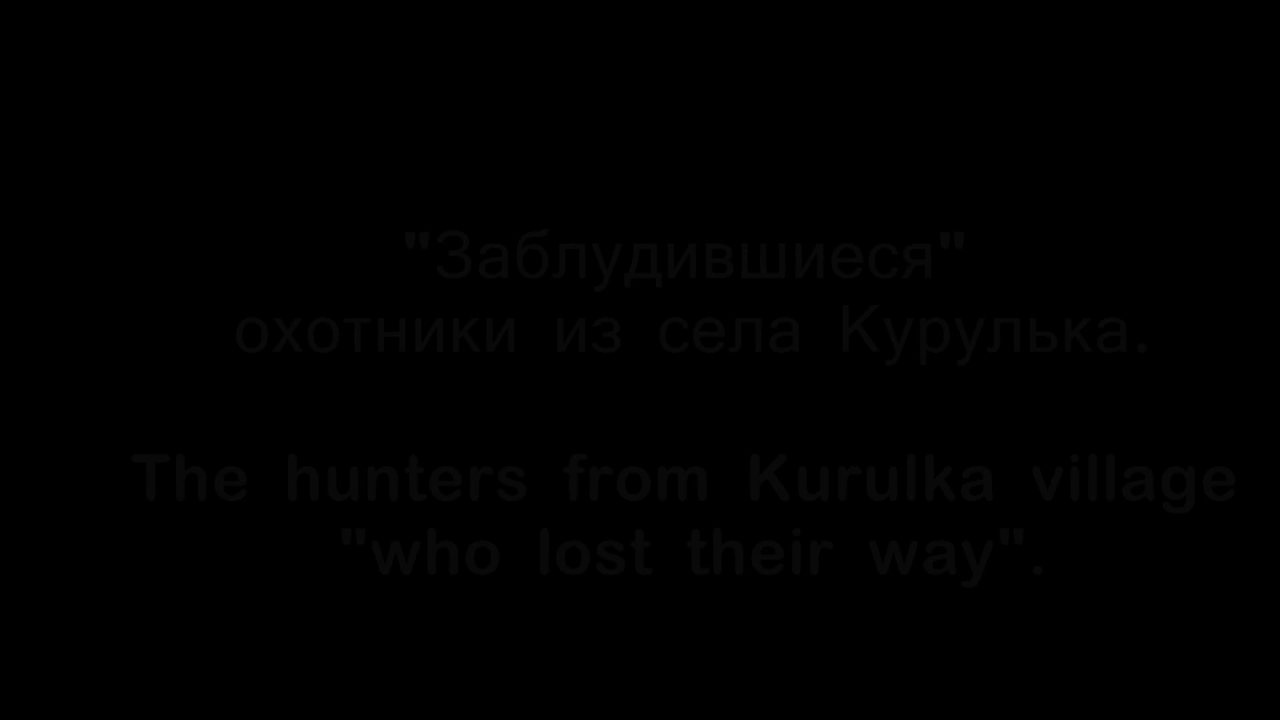 "Заблудившиеся"
охотники из села Курулька.
The hunters from Kurulka village
"who lost their way".